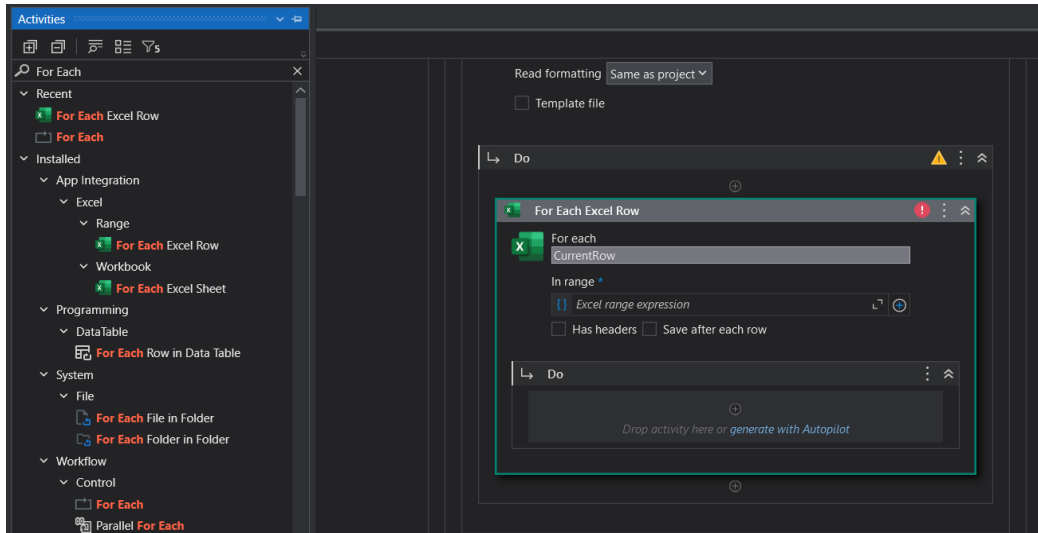 Activities
5
For Each
Recent
For Each Excel Row
For Each
Installed
App Integration
Excel
Range
For Each Excel Row
Workbook
For Each Excel Sheet
Programming
DataTable
For Each Row in Data Table
System
File
For Each File in Folder
For Each Folder in Folder
Workflow
Control
For Each
Parallel For Each
Read formatting Same as project
Template file
Do
For Each Excel Row
For each
CurrentRow
In range *
Excel range expression
Has headers Save after each row
Do
Drop activity here or generate with Autopilot